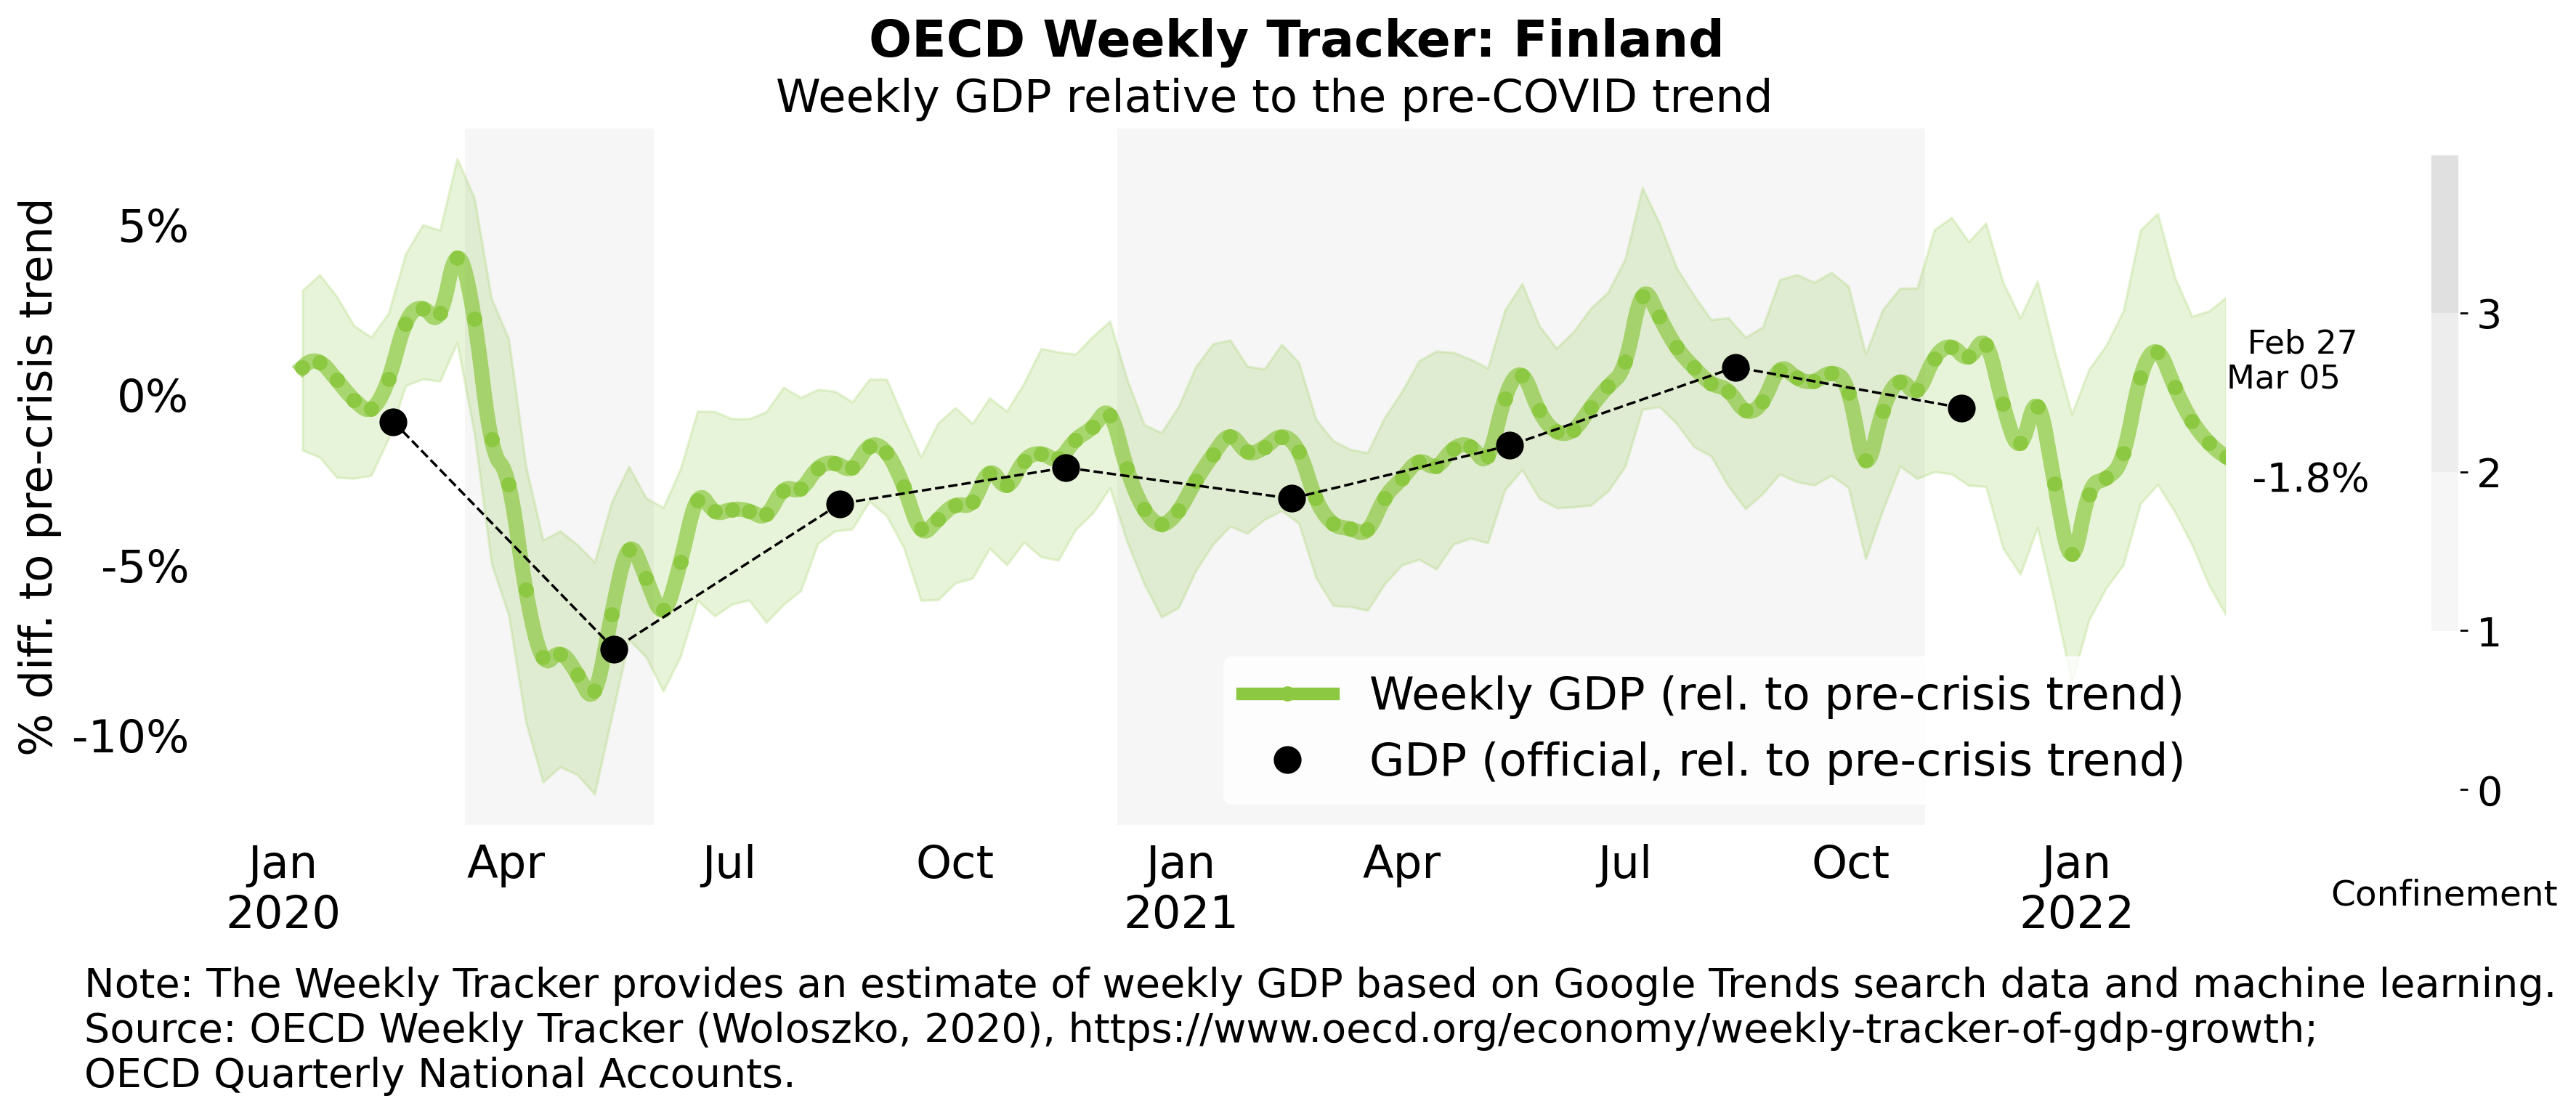 OECD Weekly Tracker: Finland
Weekly GDP relative to the pre-COVID trend
% diff. to pre-crisis trend
5%
0%
-5%
-10%
Feb 27
Mar 05
-1.8%
3
2
1
0
Weekly GDP (rel. to pre-crisis trend)
GDP (official, rel. to pre-crisis trend)
Jan Apr Jul Oct Jan Apr Jul Oct Jan
2020 2021 2022
Confinement
Note: The Weekly Tracker provides an estimate of weekly GDP based on Google Trends search data and machine learning.
Source: OECD Weekly Tracker (Woloszko, 2020), https://www.oecd.org/economy/weekly-tracker-of-gdp-growth;
OECD Quarterly National Accounts.